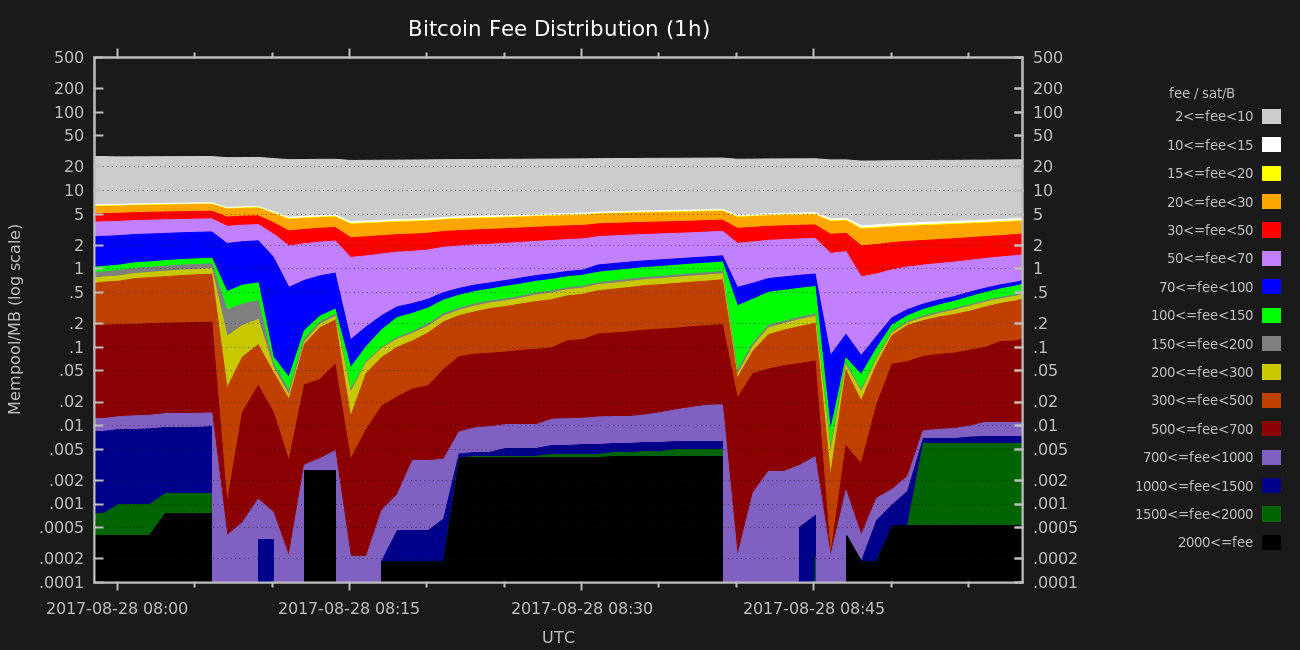 Bitcoin Fee Distribution (1h)
500 500
200 200
100 100
50 50
20 20
10 10
5 5
2 2
1 1
.5 .5
.2 .2
.1 .1
.05 .05
.02 .02
.01 .01
.005 .005
.002 .002
.001 .001
.0005 .0005
.0002 .0002
.0001 .0001
Mempool/MB (log scale)
2017-08-28 08:00 2017-08-28 08:15 2017-08-28 08:30 2017-08-28 08:45
UTC
fee / sat/B
2<=fee<10
10<=fee<15
15<=fee<20
20<=fee<30
30<=fee<50
50<=fee<70
70<=fee<100
100<=fee<150
150<=fee<200
200<=fee<300
300<=fee<500
500<=fee<700
700<=fee<1000
1000<=fee<1500
1500<=fee<2000
2000<=fee